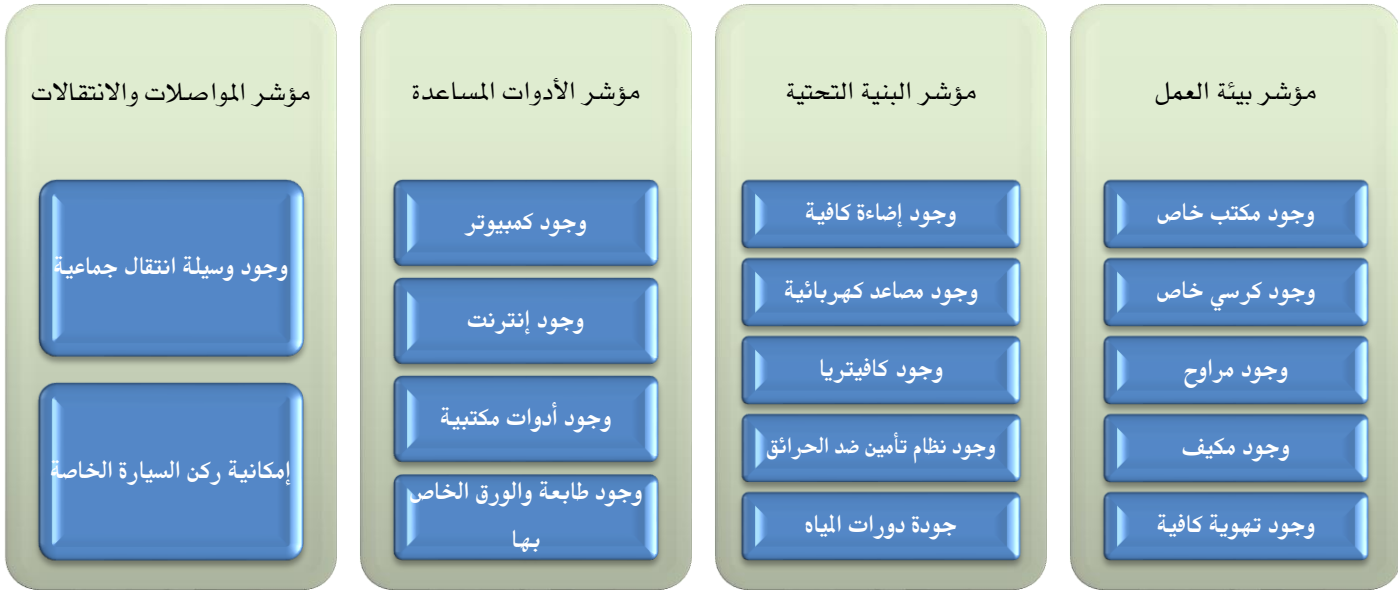 مؤشر بيئة العمل
وجود مكتب خاص
وجود كرسي خاص
وجود مراوح
وجود مكيف
وجود تهوية كافية
مؤشر البنية التحتية
وجود إضاءة كافية
وجود مصاعد كهربائية
وجود كافيتريا
وجود نظام تأمين ضد الحرائق
جودة دورات المياه
مؤشر الأدوات المساعدة
وجود كمبيوتر
وجود إنترنت
وجود أدوات مكتبية
وجود طابعة والورق الخاص
بها
مؤشر المواصلات والانتقالات
وجود وسيلة انتقال جماعية
إمكانية ركن السيارة الخاصة